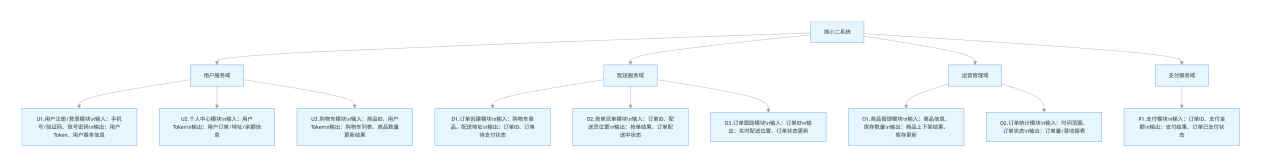 城小二系统
用户服务域
配送服务域
运营管理域
支付服务域
U1.用户注册/登录模块\n输入：手机
号/验证码、账号密码\n输出：用户
Token、用户基本信息
U2.个人中心模块\n输入：用户
Token\n输出：用户订单/地址/余额信
息
U3.购物车模块\n输入：商品ID、用户
Token\n输出：购物车列表、商品数量
更新结果
D1.订单创建模块\n输入：购物车商
品、配送地址\n输出：订单ID、订单
待支付状态
D2.抢单派单模块\n输入：订单ID、配
送员位置\n输出：抢单结果、订单配
送中状态
D3.订单跟踪模块\n输入：订单ID\n输
出：实时配送位置、订单状态更新
O1.商品管理模块\n输入：商品信息、
库存数量\n输出：商品上下架结果、
库存更新
O2.订单统计模块\n输入：时间范围、
订单状态\n输出：订单量/营收报表
P1.支付模块\n输入：订单ID、支付金
额\n输出：支付结果、订单已支付状
态